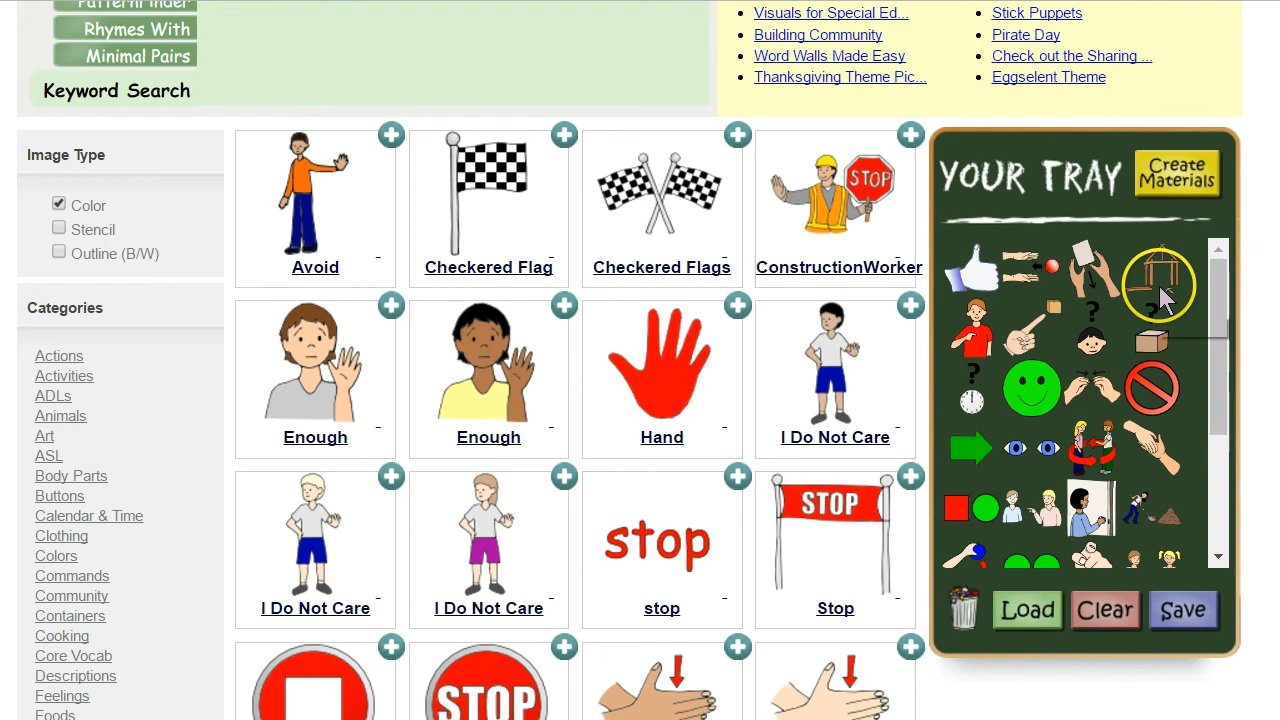 PatternFinder
Rhymes With
Minimal Pairs
Keyword Search
Visuals for Special Ed...
Building Community
Word Walls Made Easy
Thanksgiving Theme Pic...
Stick Puppets
Pirate Day
Check out the Sharing ...
Eggselent Theme
Image Type
Color
Stencil
Outline (B/W)
Categories
Actions
Activities
ADLs
Animals
Art
ASL
Body Parts
Buttons
Calendar & Time
Clothing
Colors
Commands
Community
Containers
Cooking
Core Vocab
Descriptions
Feelings
Foods
Avoid
Checkered Flag
Checkered Flags
STOP
ConstructionWorker
Enough
Enough
Hand
I Do Not Care
I Do Not Care
I Do Not Care
stop
stop
STOP
Stop
STOP
YOUR TRAY
Create
Materials
?
?
?
Load
Clear
Save